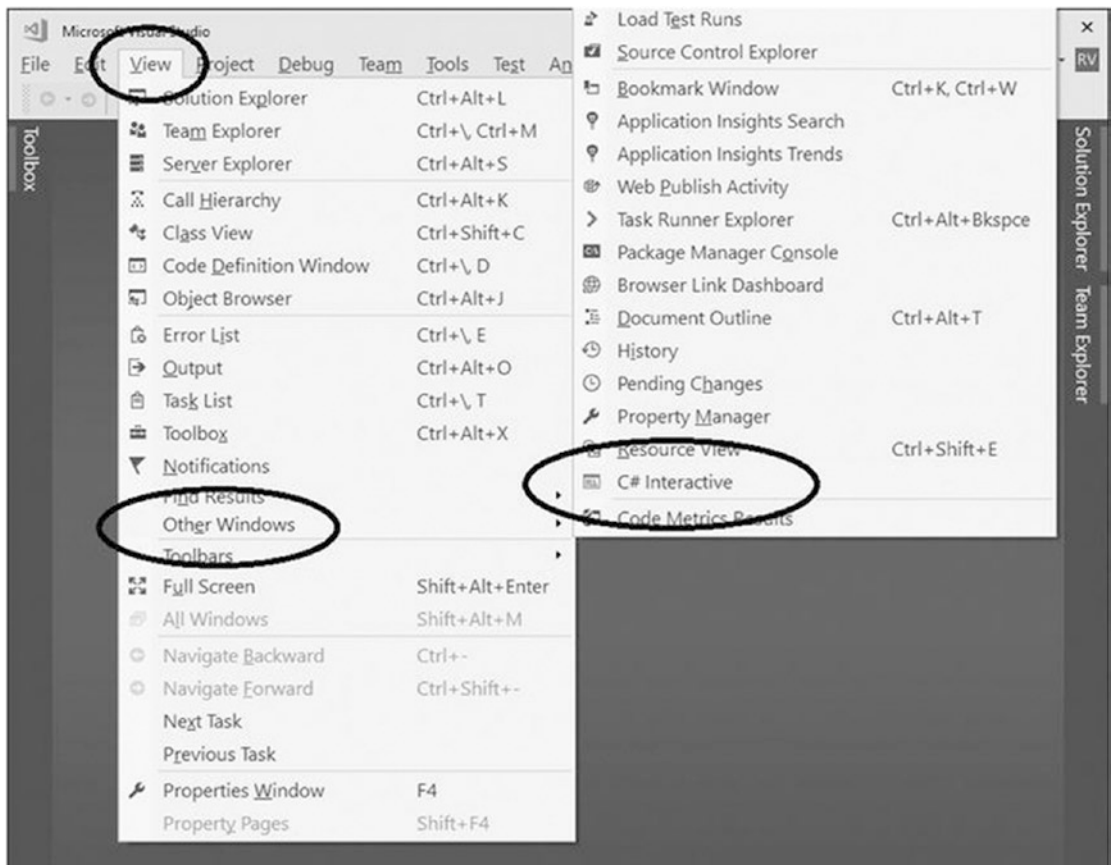 Microsoft Visual Studio
File Edit View Project Debug Team Tools Test An
RV
Toolbox
Solution Explorer Ctrl+Alt+L
Team Explorer Ctrl+\, Ctrl+M
Server Explorer Ctrl+Alt+S
Call Hierarchy Ctrl+Alt+K
Class View Ctrl+Shift+C
Code Definition Window Ctrl+\, D
Object Browser Ctrl+Alt+J
Error List Ctrl+\, E
Output Ctrl+Alt+O
Task List Ctrl+\, T
Toolbox Ctrl+Alt+X
Notifications
Find Results
Other Windows
Toolbars
Full Screen Shift+Alt+Enter
All Windows Shift+Alt+M
Navigate Backward Ctrl+-
Navigate Forward Ctrl+Shift+-
Next Task
Previous Task
Properties Window F4
Property Pages Shift+F4
Load Test Runs
Source Control Explorer
Bookmark Window Ctrl+K, Ctrl+W
Application Insights Search
Application Insights Trends
Web Publish Activity
Task Runner Explorer Ctrl+Alt+Bkspce
Package Manager Console
Browser Link Dashboard
Document Outline Ctrl+Alt+T
History
Pending Changes
Property Manager
Resource View Ctrl+Shift+E
C# Interactive
Code Metrics Results
Solution Explorer
Team Explorer